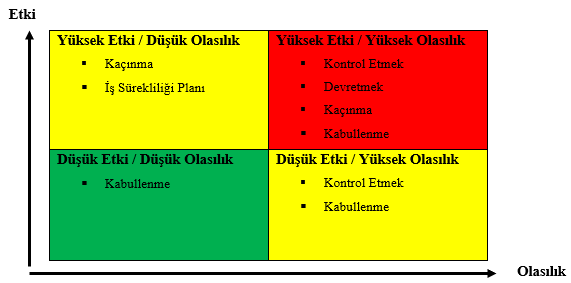 Etki
Yüksek Etki / Düşük Olasılık
Kaçınma
İş Sürekliliği Planı
Yüksek Etki / Yüksek Olasılık
Kontrol Etmek
Devretmek
Kaçınına
Kabullenme
Düşük Etki / Düşük Olasılık
Kabullenme
Düşük Etki / Yüksek Olasılık
Kontrol Etmek
Kabullenme
Olasılık